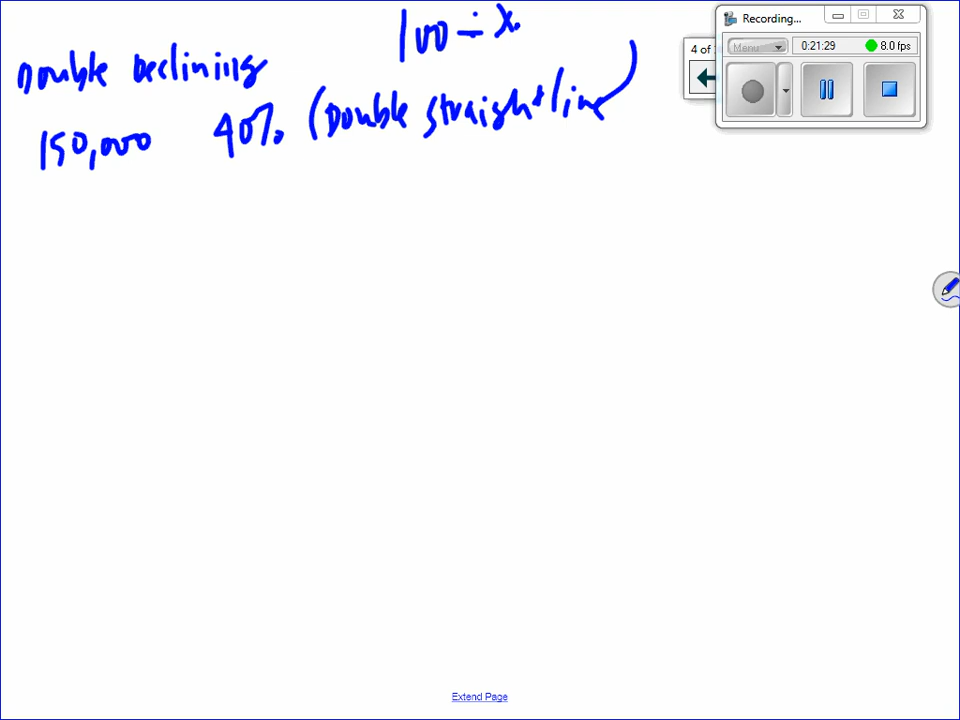 100 ÷ x.
Double Declining
150,000 40% (Double straight line)
Recording...
4 of
Menu
0:21:29
8.0 fps
Extend Page